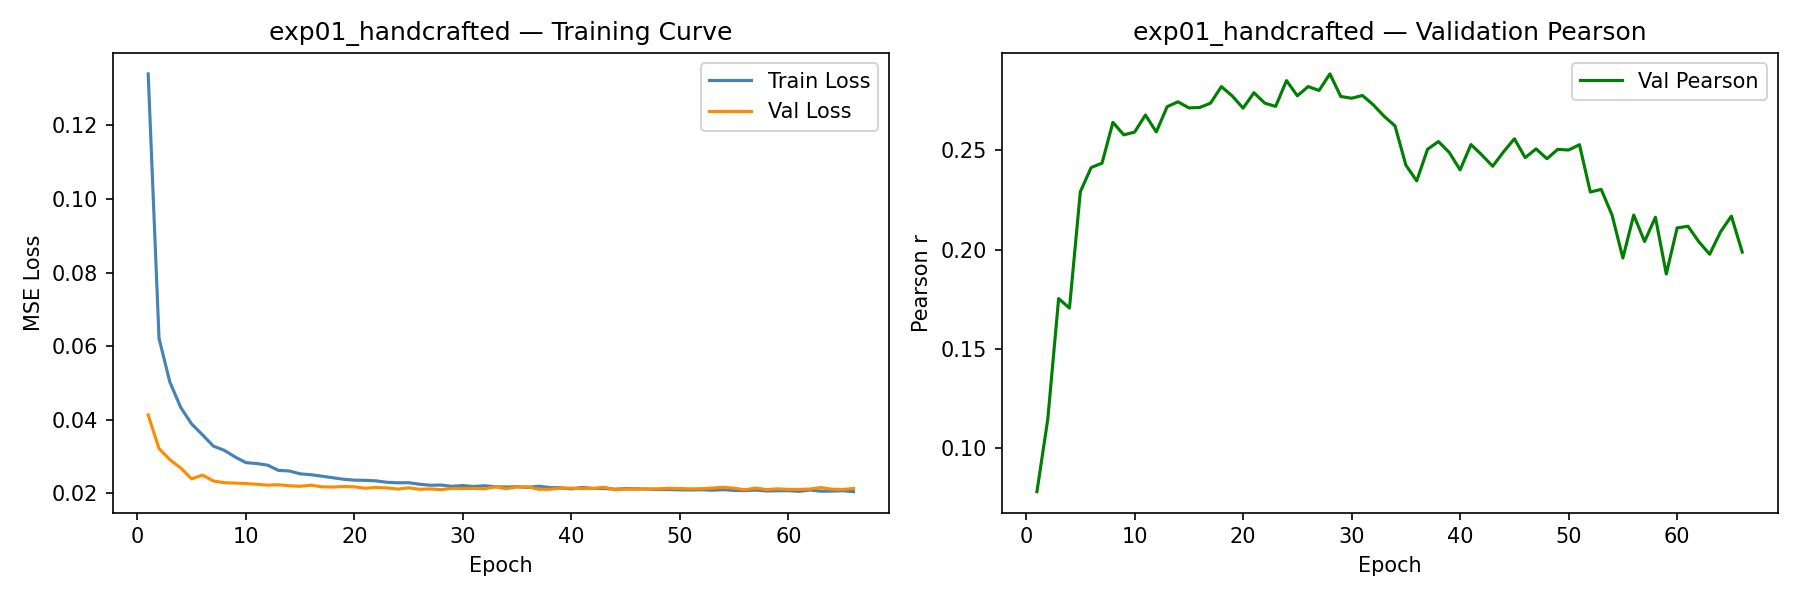 exp01_handcrafted — Training Curve
Train Loss
Val Loss
MSE Loss
0.12
0.10
0.08
0.06
0.04
0.02
0 10 20 30 40 50 60
Epoch
exp01_handcrafted — Validation Pearson
Val Pearson
Pearson r
0.25
0.20
0.15
0.10
0 10 20 30 40 50 60
Epoch